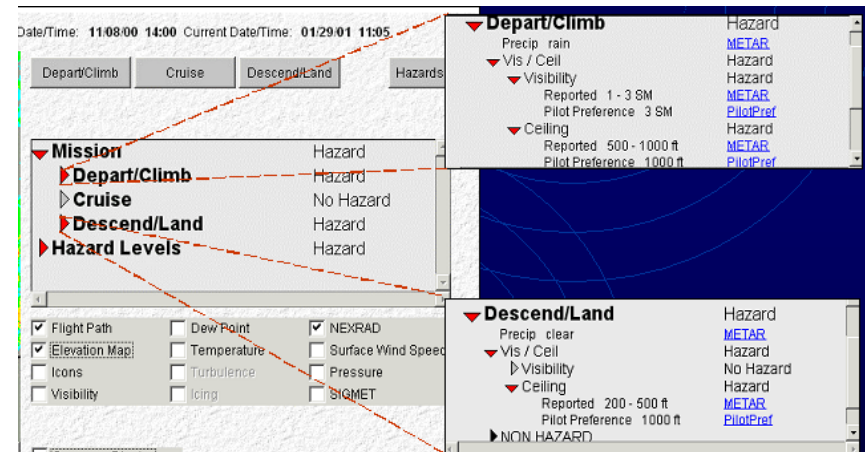 Date/Time: 11/08/00 14:00 Current Date/Time: 01/29/01 11:05
Depart/Climb Cruise Descend/Land Hazards
Mission Hazard
Depart/Climb Hazard
Cruise No Hazard
Descend/Land Hazard
Hazard Levels Hazard
Flight Path Dew Point NEXRAD
Elevation Map Temperature Surface Wind Speed
Icons Turbulence Pressure
Visibility Icing SIGMET
Depart/Climb Hazard
Precip rain METAR
Vis / Ceil Hazard
Visibility Hazard
Reported 1 - 3 SM METAR
Pilot Preference 3 SM PilotPref
Ceiling Hazard
Reported 500 - 1000 ft METAR
Pilot Preference 1000 ft PilotPref
Descend/Land Hazard
Precip clear METAR
Vis / Ceil Hazard
Visibility No Hazard
Ceiling Hazard
Reported 200 - 500 ft METAR
Pilot Preference 1000 ft PilotPref
NON HAZARD